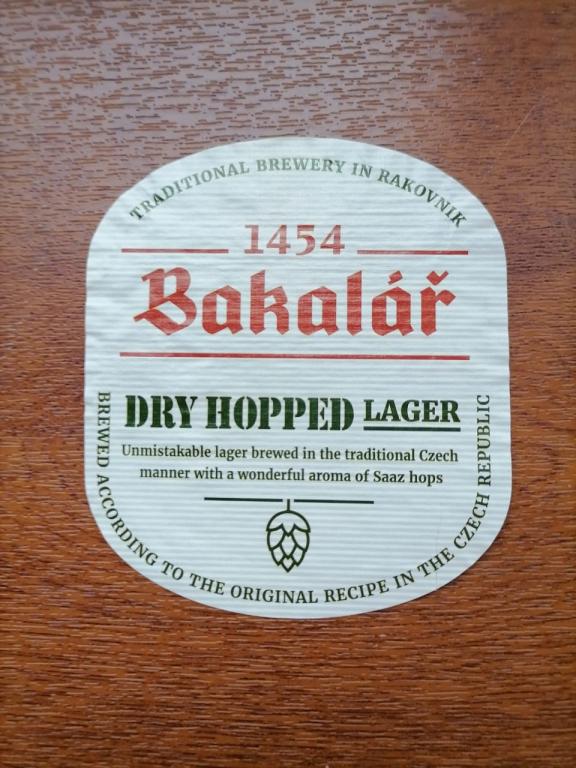 TRADITIONAL BREWERY IN RAKOVNIK
1454
Bakalář
DRY HOPPED LAGER
Unmistakable lager brewed in the traditional Czech
manner with a wonderful aroma of Saaz hops
BREWED ACCORDING TO THE ORIGINAL RECIPE IN THE CZECH REPUBLIC